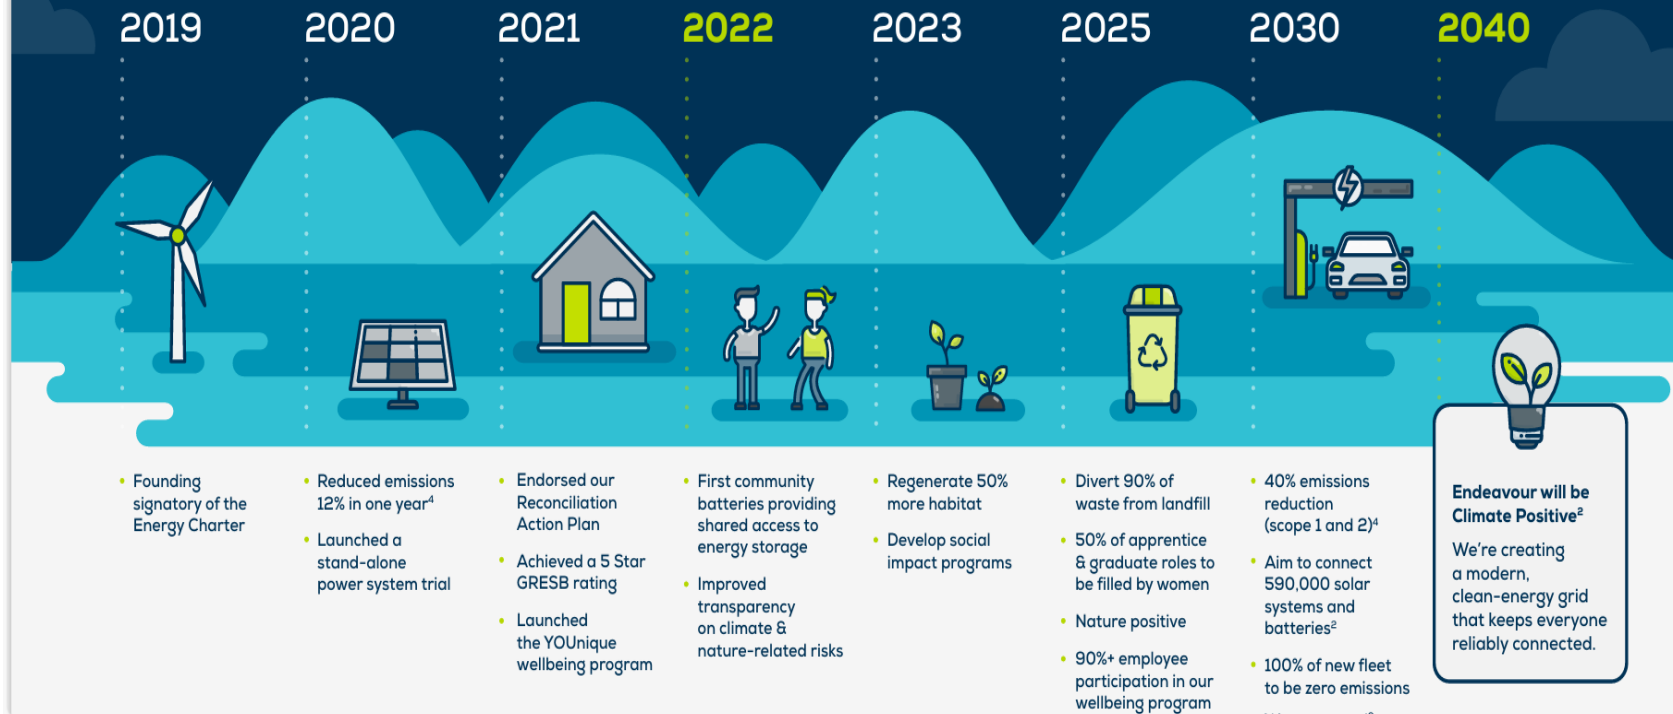 2019
2020
2021
2022
2023
2025
2030
2040
• Founding
signatory of the
Energy Charter
• Reduced emissions
12% in one year⁴
• Launched a
stand-alone
power system trial
• Endorsed our
Reconciliation
Action Plan
• Achieved a 5 Star
GRESB rating
• Launched
the YOUnique
wellbeing program
• First community
batteries providing
shared access to
energy storage
• Improved
transparency
on climate &
nature-related risks
• Regenerate 50%
more habitat
• Develop social
impact programs
• Divert 90% of
waste from landfill
• 50% of apprentice
& graduate roles to
be filled by women
• Nature positive
• 90%+ employee
participation in our
wellbeing program
• 40% emissions
reduction
(scope 1 and 2)⁴
• Aim to connect
590,000 solar
systems and
batteries²
• 100% of new fleet
to be zero emissions
Endeavour will be
Climate Positive²
We're creating
a modern,
clean-energy grid
that keeps everyone
reliably connected.